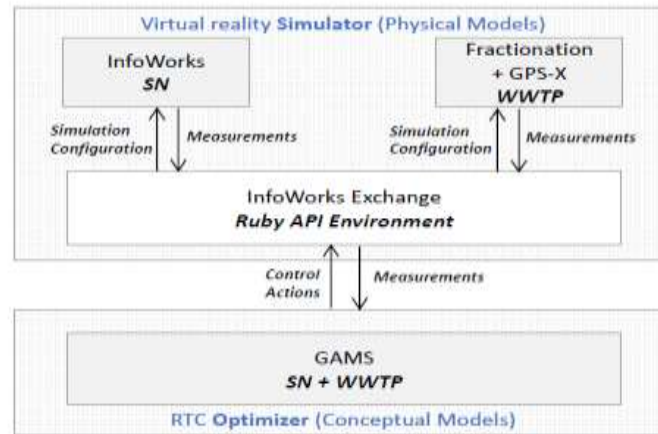 Virtual reality Simulator (Physical Models)
InfoWorks
SN
Fractionation
+ GPS-X
WWTP
Simulation
Configuration
Measurements
Simulation
Configuration
Measurements
InfoWorks Exchange
Ruby API Environment
Control
Actions
Measurements
GAMS
SN + WWTP
RTC Optimizer (Conceptual Models)